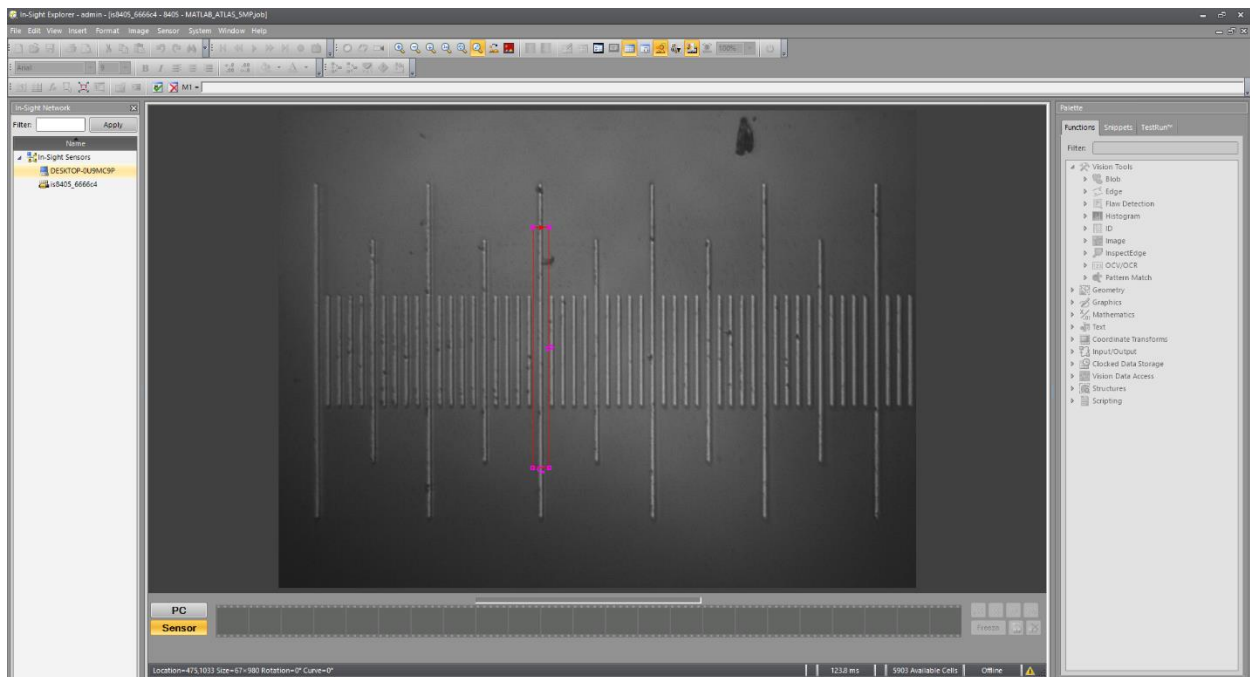 In-Sight Explorer - admin - [is8405_6666c4 - 8405 - MATLAB_ATLAS_SMP.job]
File Edit View Insert Format Image Sensor System Window Help
100%
Arial
M1 =
In-Sight Network
Filter: Apply
Name
In-Sight Sensors
DESKTOP-0U9MC9P
is8405_6666c4
PC
Sensor
Freeze
Location=475,1033 Size=67×980 Rotation=0° Curve=0°
123.8 ms
5903 Available Cells
Offline
Palette
Functions Snippets TestRun™
Filter:
Vision Tools
Blob
Edge
Flaw Detection
Histogram
ID
Image
InspectEdge
OCV/OCR
Pattern Match
Geometry
Graphics
Mathematics
Text
Coordinate Transforms
Input/Output
Clocked Data Storage
Vision Data Access
Structures
Scripting